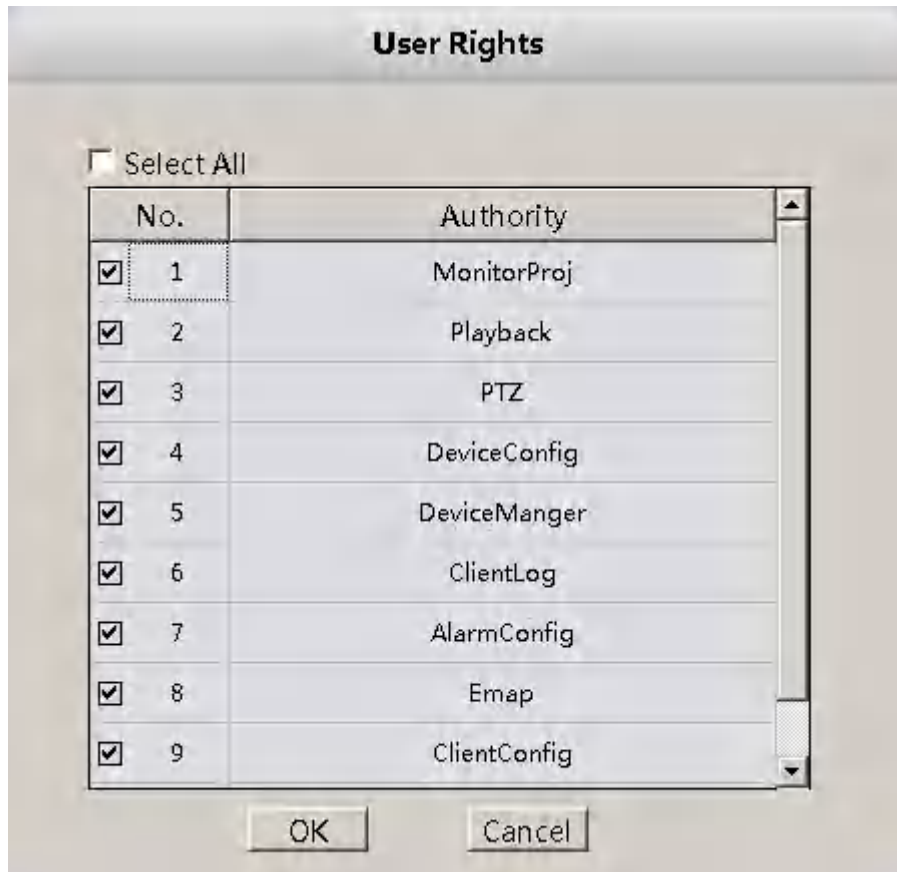 User Rights
Select All
No. Authority
1 MonitorProj
2 Playback
3 PTZ
4 DeviceConfig
5 DeviceManger
6 ClientLog
7 AlarmConfig
8 Emap
9 ClientConfig
OK Cancel